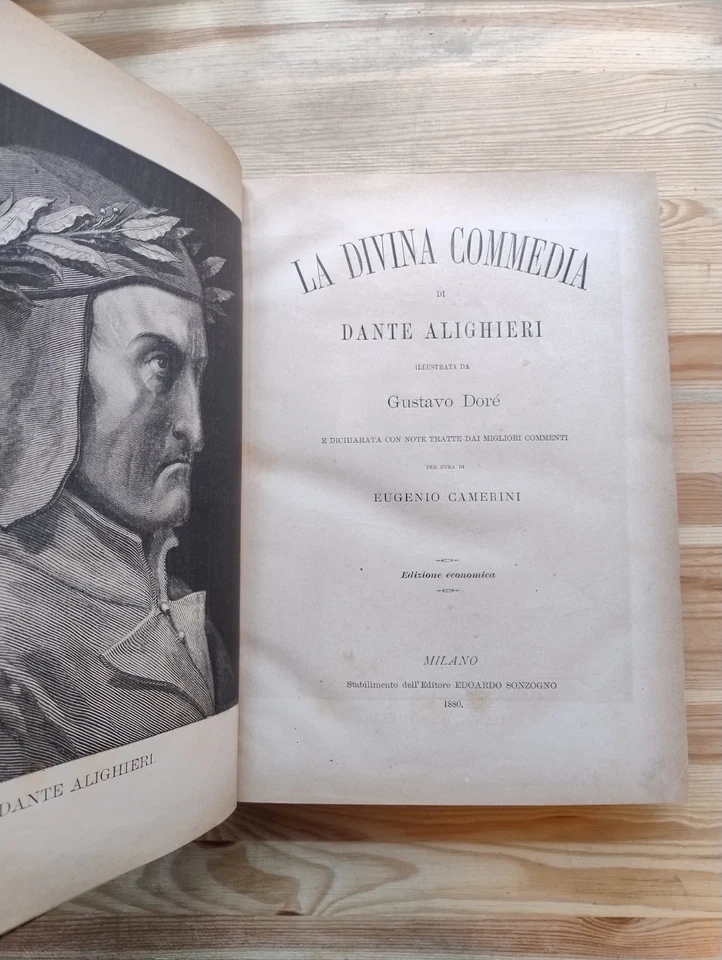 DANTE ALIGHIERI.
LA DIVINA COMMEDIA
DI
DANTE ALIGHIERI
ILLUSTRATA DA
Gustavo Doré
E DICHIARATA CON NOTE TRATTE DAI MIGLIORI COMMENTI
PER CURA DI
EUGENIO CAMERINI
Edizione economica
MILANO
Stabilimento dell'Editore EDOARDO SONZOGNO
1880.